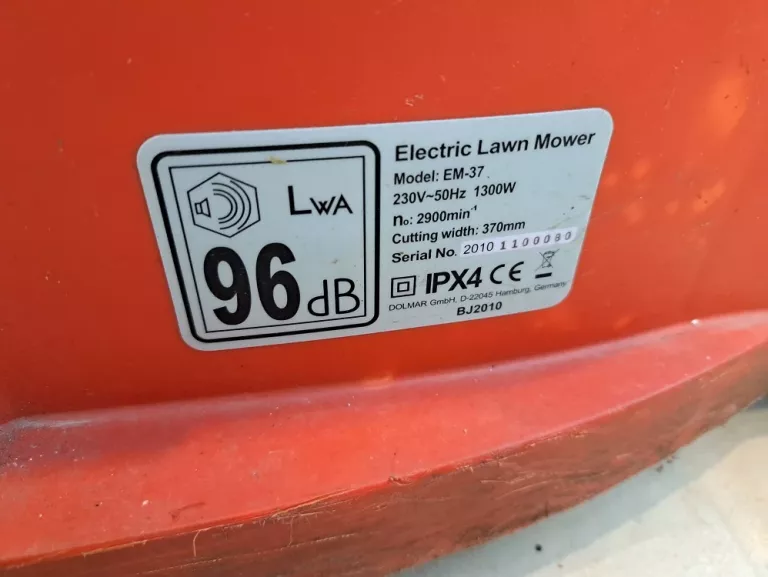 LWA
96 dB
Electric Lawn Mower
Model: EM-37
230V~50Hz 1300W
n₀: 2900min⁻¹
Cutting width: 370mm
Serial No. 2010 1100080
IPX4 CE
DOLMAR GmbH, D-22045 Hamburg, Germany
BJ2010